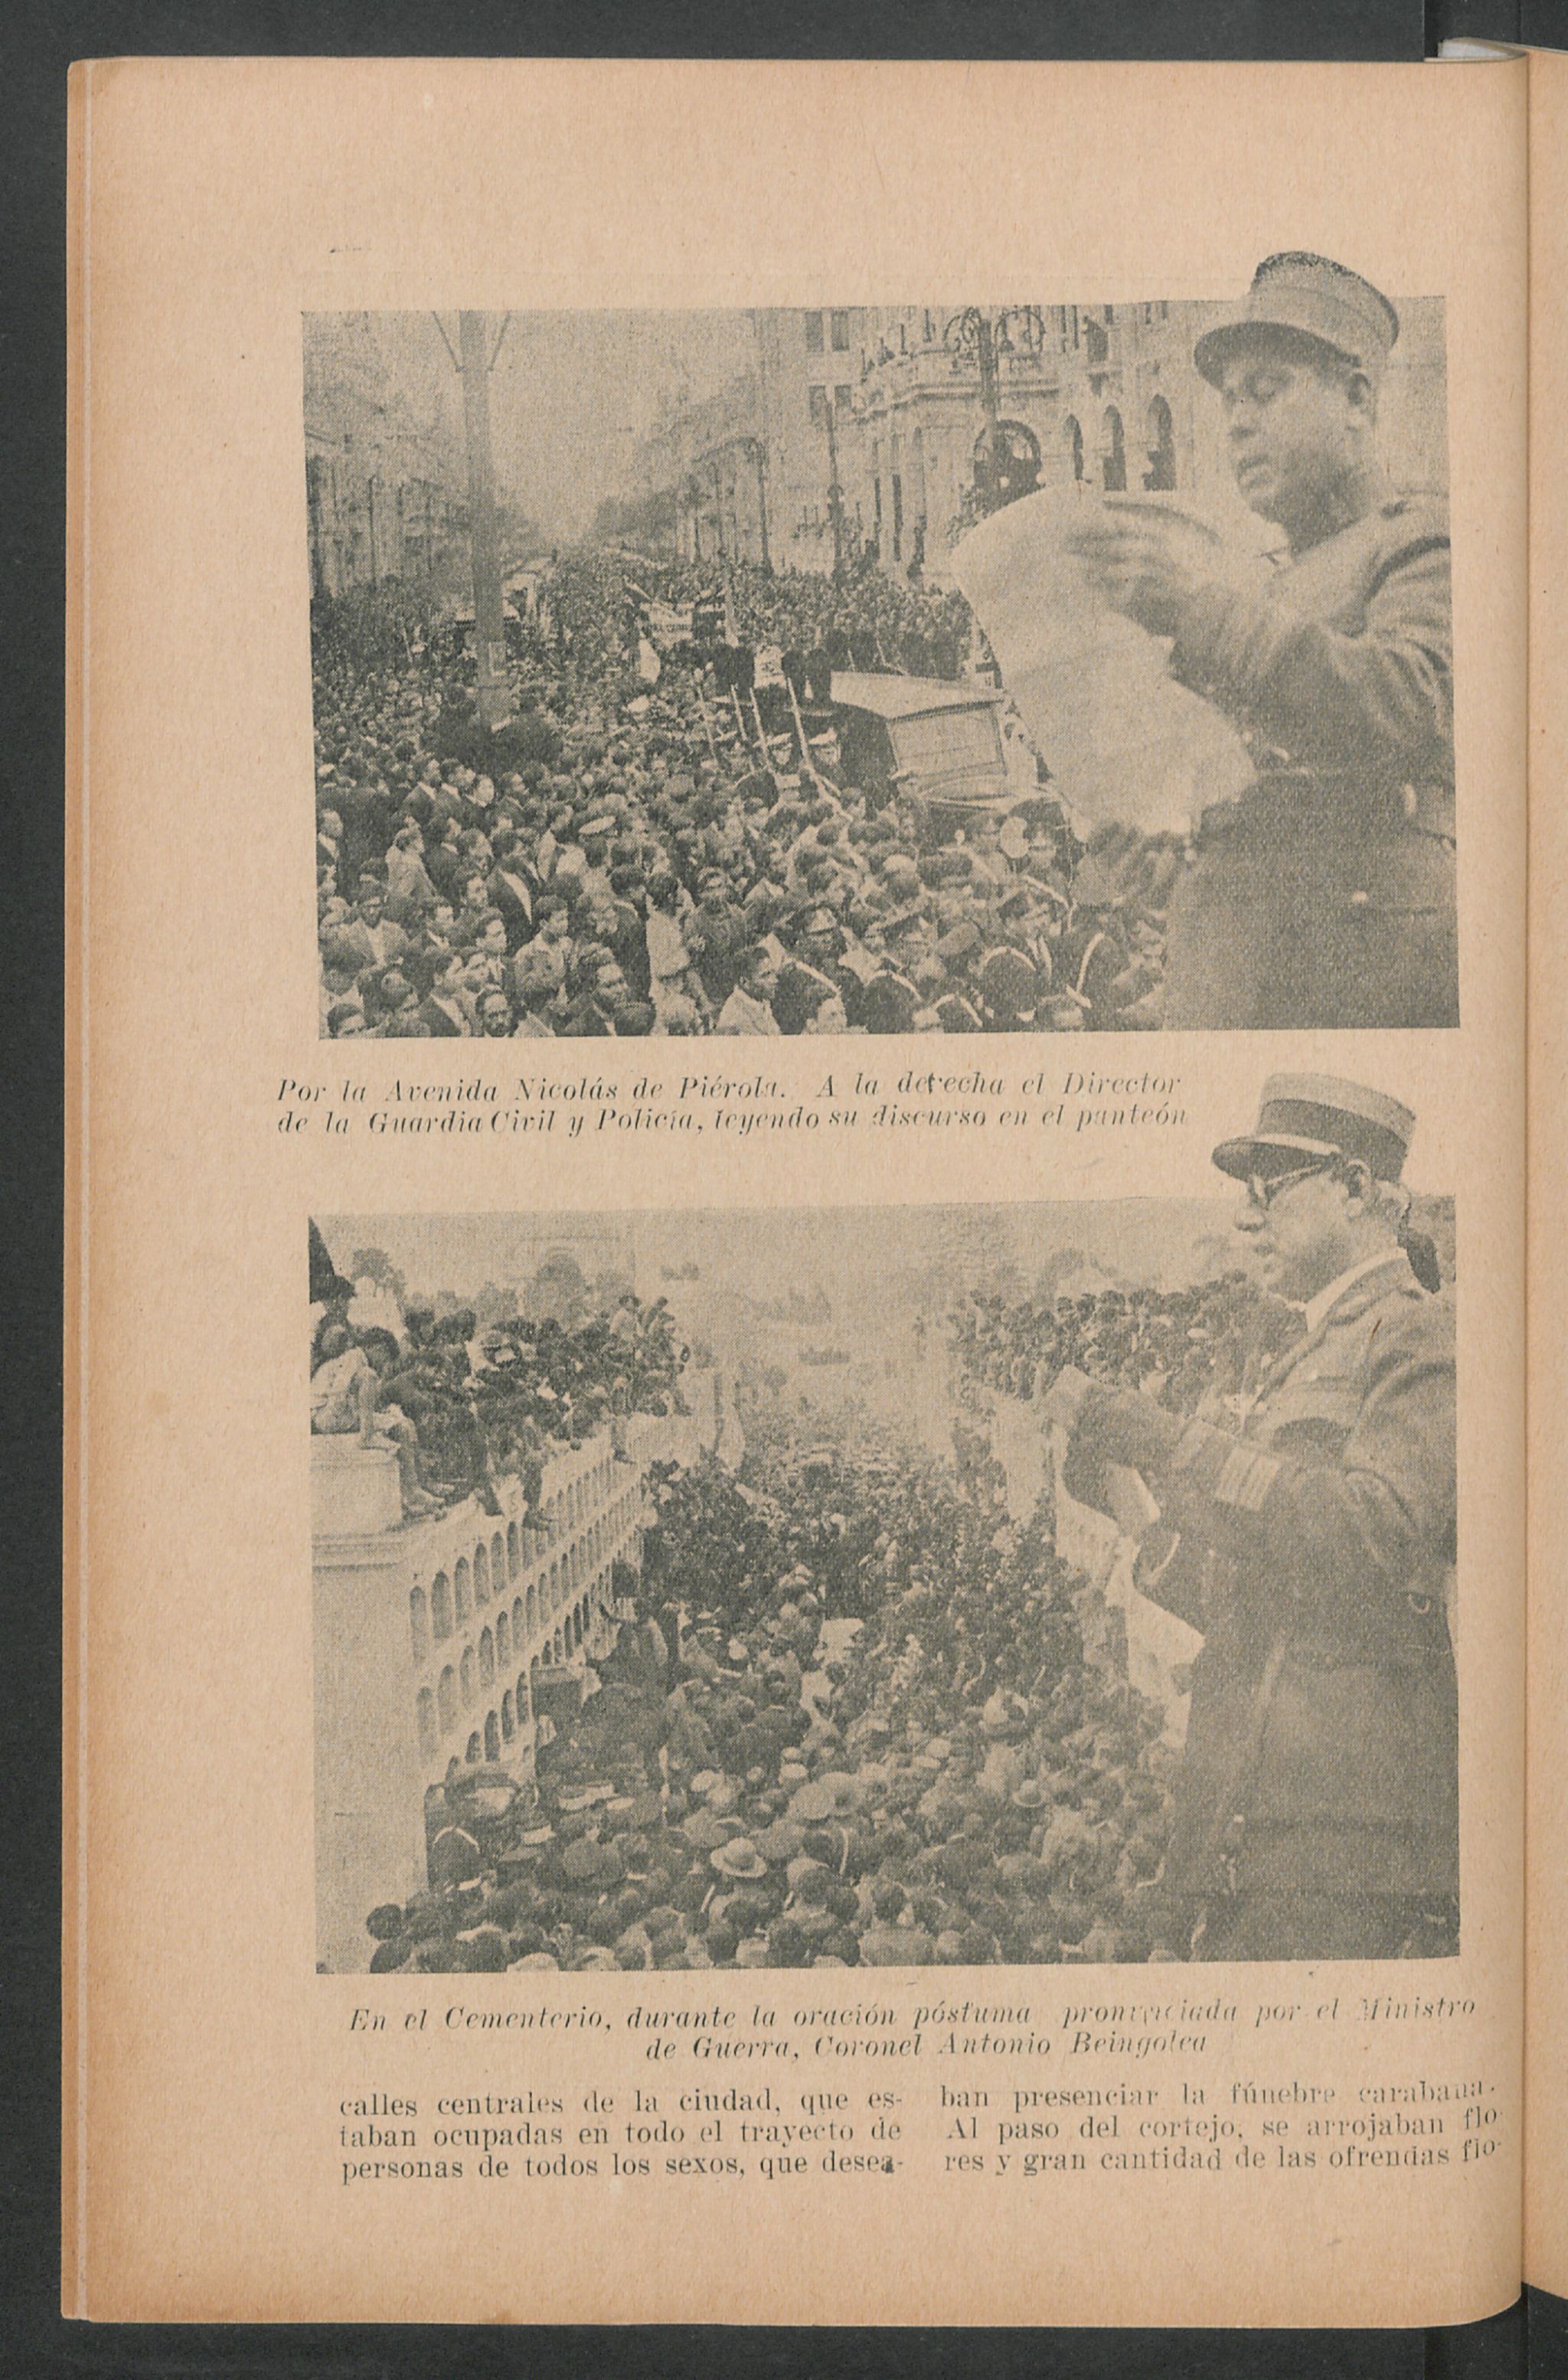 Por la Avenida Nicolás de Piérola. A la derecha el Director
de la Guardia Civil y Policía, leyendo su discurso en el panteón
En el Cementerio, durante la oración póstuma pronunciada por el Ministro
de Guerra, Coronel Antonio Beingolea
calles centrales de la ciudad, que es-
taban ocupadas en todo el trayecto de
personas de todos los sexos, que desea-
ban presenciar la fúnebre carabana.
Al paso del cortejo, se arrojaban flo-
res y gran cantidad de las ofrendas flo-